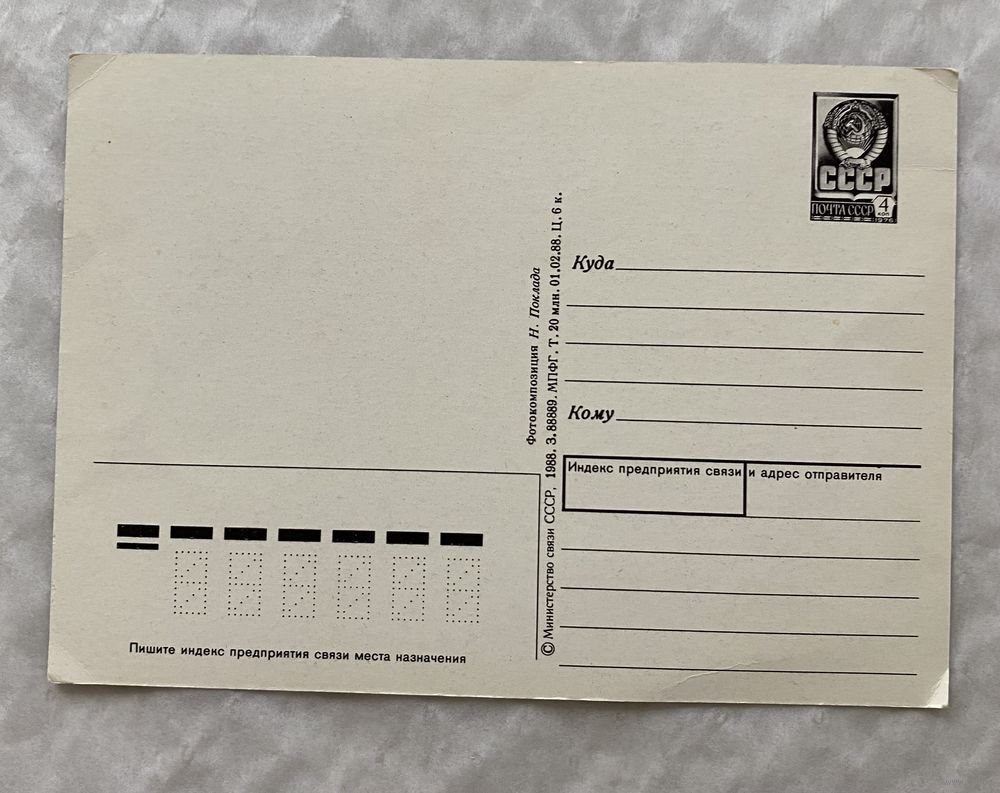 СССР
ПОЧТА СССР 4
КОП
1976
Фотокомпозиция Н. Поклада
© Министерство связи СССР, 1988. З. 88889. МПФГ. Т. 20 млн. 01.02.88. Ц. 6 к.
Куда
Кому
Индекс предприятия связи и адрес отправителя
Пишите индекс предприятия связи места назначения